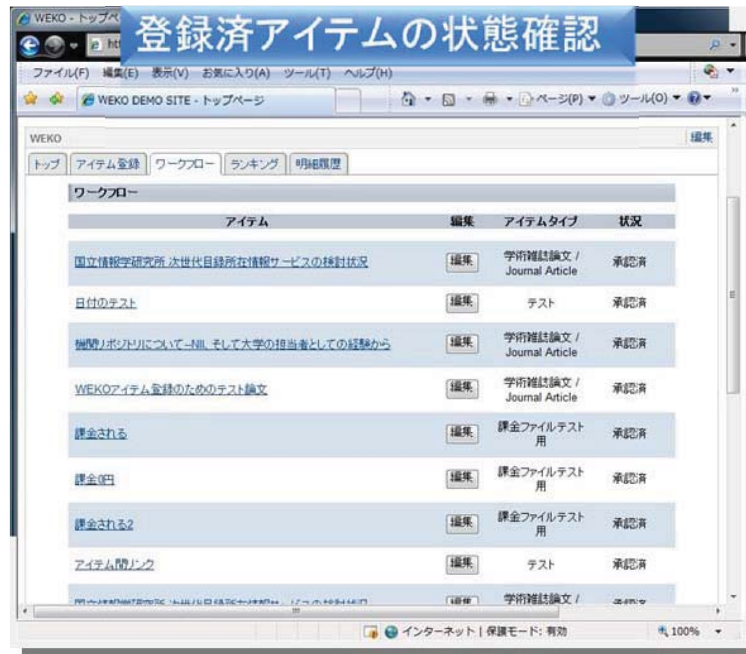 登録済アイテムの状態確認
WEKO - トップペ
ファイル(F) 編集(E) 表示(V) お気に入り(A) ツール(T) ヘルプ(H)
WEKO DEMO SITE - トップページ
ページ(P) ツール(O)
WEKO 編集
トップ アイテム登録 ワークフロー ランキング 明細履歴
ワークフロー
アイテム 編集 アイテムタイプ 状況
国立情報学研究所 次世代目録所在情報サービスの検討状況 編集 学術雑誌論文 / Journal Article 承認済
日付のテスト 編集 テスト 承認済
機関リポジトリについて--NII, そして大学の担当者としての経験から 編集 学術雑誌論文 / Journal Article 承認済
WEKOアイテム登録のためのテスト論文 編集 学術雑誌論文 / Journal Article 承認済
課金される 編集 課金ファイルテスト用 承認済
課金0円 編集 課金ファイルテスト用 承認済
課金される2 編集 課金ファイルテスト用 承認済
アイテム間リンク 編集 テスト 承認済
学術雑誌論文 /
インターネット | 保護モード: 有効 100%